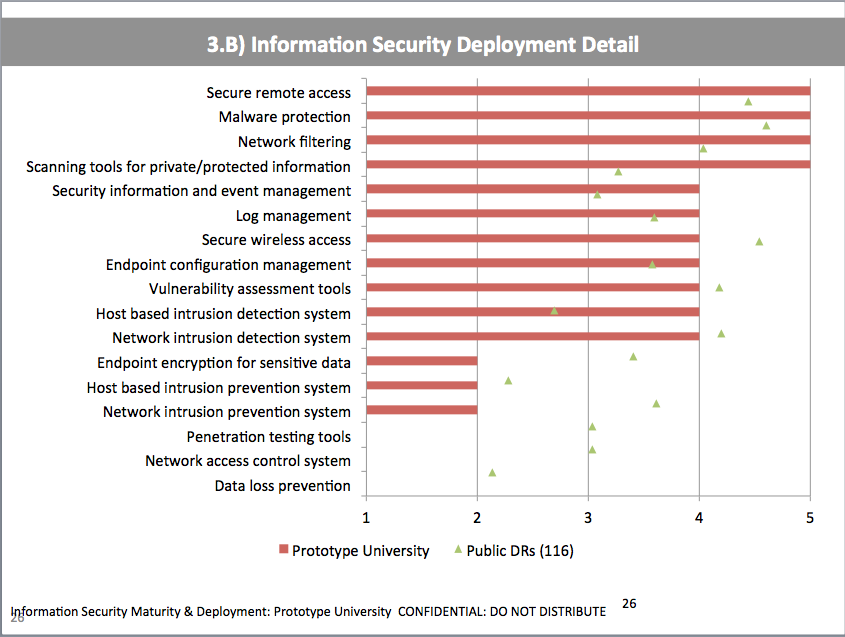 3.B) Information Security Deployment Detail
Secure remote access
Malware protection
Network filtering
Scanning tools for private/protected information
Security information and event management
Log management
Secure wireless access
Endpoint configuration management
Vulnerability assessment tools
Host based intrusion detection system
Network intrusion detection system
Endpoint encryption for sensitive data
Host based intrusion prevention system
Network intrusion prevention system
Penetration testing tools
Network access control system
Data loss prevention
1 2 3 4 5
Prototype University Public DRs (116)
26
Information Security Maturity & Deployment: Prototype University CONFIDENTIAL: DO NOT DISTRIBUTE
26